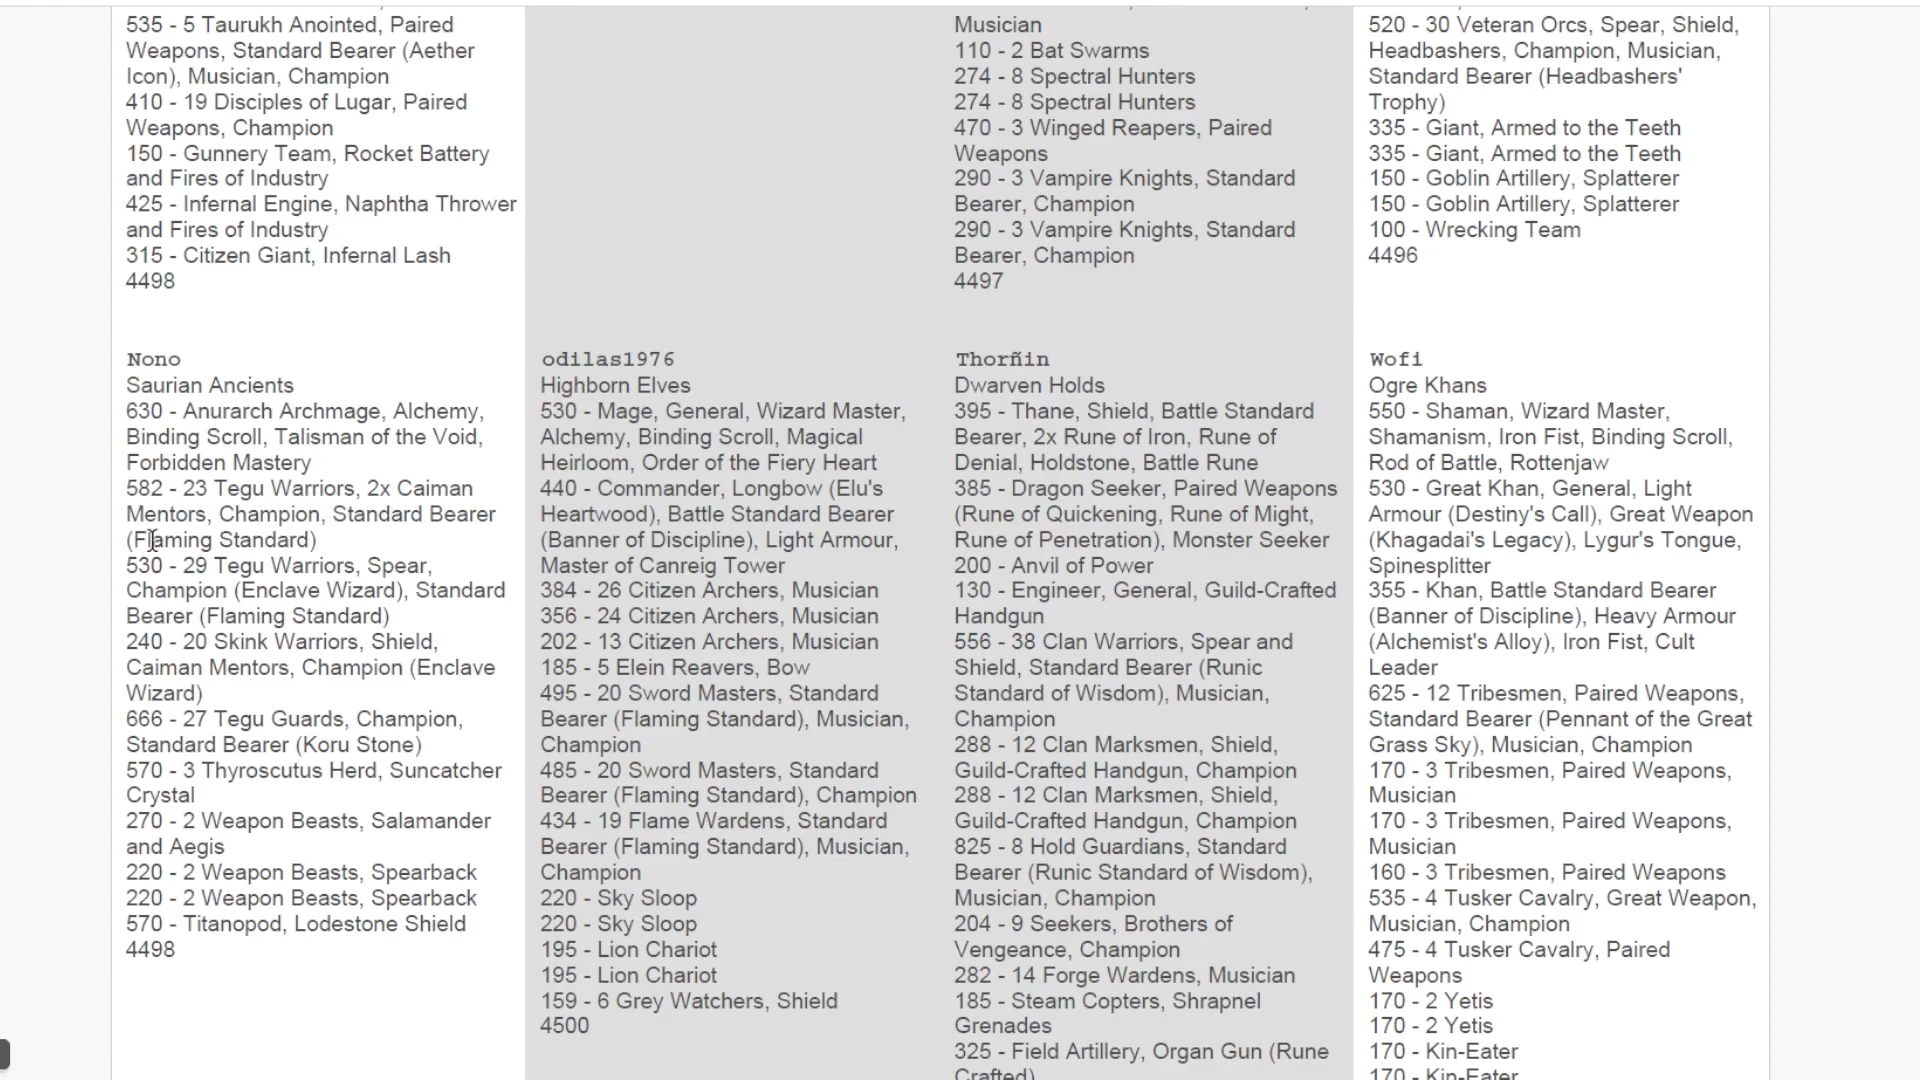 535 - 5 Taurukh Anointed, Paired
Weapons, Standard Bearer (Aether
Icon), Musician, Champion
410 - 19 Disciples of Lugar, Paired
Weapons, Champion
150 - Gunnery Team, Rocket Battery
and Fires of Industry
425 - Infernal Engine, Naphtha Thrower
and Fires of Industry
315 - Citizen Giant, Infernal Lash
4498
Musician
110 - 2 Bat Swarms
274 - 8 Spectral Hunters
274 - 8 Spectral Hunters
470 - 3 Winged Reapers, Paired
Weapons
290 - 3 Vampire Knights, Standard
Bearer, Champion
290 - 3 Vampire Knights, Standard
Bearer, Champion
4497
520 - 30 Veteran Orcs, Spear, Shield,
Headbashers, Champion, Musician,
Standard Bearer (Headbashers'
Trophy)
335 - Giant, Armed to the Teeth
335 - Giant, Armed to the Teeth
150 - Goblin Artillery, Splatterer
150 - Goblin Artillery, Splatterer
100 - Wrecking Team
4496
Nono
Saurian Ancients
630 - Anurarch Archmage, Alchemy,
Binding Scroll, Talisman of the Void,
Forbidden Mastery
582 - 23 Tegu Warriors, 2x Caiman
Mentors, Champion, Standard Bearer
(Flaming Standard)
530 - 29 Tegu Warriors, Spear,
Champion (Enclave Wizard), Standard
Bearer (Flaming Standard)
240 - 20 Skink Warriors, Shield,
Caiman Mentors, Champion (Enclave
Wizard)
666 - 27 Tegu Guards, Champion,
Standard Bearer (Koru Stone)
570 - 3 Thyroscutus Herd, Suncatcher
Crystal
270 - 2 Weapon Beasts, Salamander
and Aegis
220 - 2 Weapon Beasts, Spearback
220 - 2 Weapon Beasts, Spearback
570 - Titanopod, Lodestone Shield
4498
odilas1976
Highborn Elves
530 - Mage, General, Wizard Master,
Alchemy, Binding Scroll, Magical
Heirloom, Order of the Fiery Heart
440 - Commander, Longbow (Elu's
Heartwood), Battle Standard Bearer
(Banner of Discipline), Light Armour,
Master of Canreig Tower
384 - 26 Citizen Archers, Musician
356 - 24 Citizen Archers, Musician
202 - 13 Citizen Archers, Musician
185 - 5 Elein Reavers, Bow
495 - 20 Sword Masters, Standard
Bearer (Flaming Standard), Musician,
Champion
485 - 20 Sword Masters, Standard
Bearer (Flaming Standard), Champion
434 - 19 Flame Wardens, Standard
Bearer (Flaming Standard), Musician,
Champion
220 - Sky Sloop
220 - Sky Sloop
195 - Lion Chariot
195 - Lion Chariot
159 - 6 Grey Watchers, Shield
4500
Thorñin
Dwarven Holds
395 - Thane, Shield, Battle Standard
Bearer, 2x Rune of Iron, Rune of
Denial, Holdstone, Battle Rune
385 - Dragon Seeker, Paired Weapons
(Rune of Quickening, Rune of Might,
Rune of Penetration), Monster Seeker
200 - Anvil of Power
130 - Engineer, General, Guild-Crafted
Handgun
556 - 38 Clan Warriors, Spear and
Shield, Standard Bearer (Runic
Standard of Wisdom), Musician,
Champion
288 - 12 Clan Marksmen, Shield,
Guild-Crafted Handgun, Champion
288 - 12 Clan Marksmen, Shield,
Guild-Crafted Handgun, Champion
825 - 8 Hold Guardians, Standard
Bearer (Runic Standard of Wisdom),
Musician, Champion
204 - 9 Seekers, Brothers of
Vengeance, Champion
282 - 14 Forge Wardens, Musician
185 - Steam Copters, Shrapnel
Grenades
325 - Field Artillery, Organ Gun (Rune
Crafted)
Wofi
Ogre Khans
550 - Shaman, Wizard Master,
Shamanism, Iron Fist, Binding Scroll,
Rod of Battle, Rottenjaw
530 - Great Khan, General, Light
Armour (Destiny's Call), Great Weapon
(Khagadai's Legacy), Lygur's Tongue,
Spinesplitter
355 - Khan, Battle Standard Bearer
(Banner of Discipline), Heavy Armour
(Alchemist's Alloy), Iron Fist, Cult
Leader
625 - 12 Tribesmen, Paired Weapons,
Standard Bearer (Pennant of the Great
Grass Sky), Musician, Champion
170 - 3 Tribesmen, Paired Weapons,
Musician
170 - 3 Tribesmen, Paired Weapons,
Musician
160 - 3 Tribesmen, Paired Weapons
535 - 4 Tusker Cavalry, Great Weapon,
Musician, Champion
475 - 4 Tusker Cavalry, Paired
Weapons
170 - 2 Yetis
170 - 2 Yetis
170 - Kin-Eater
170 - Kin-Eater